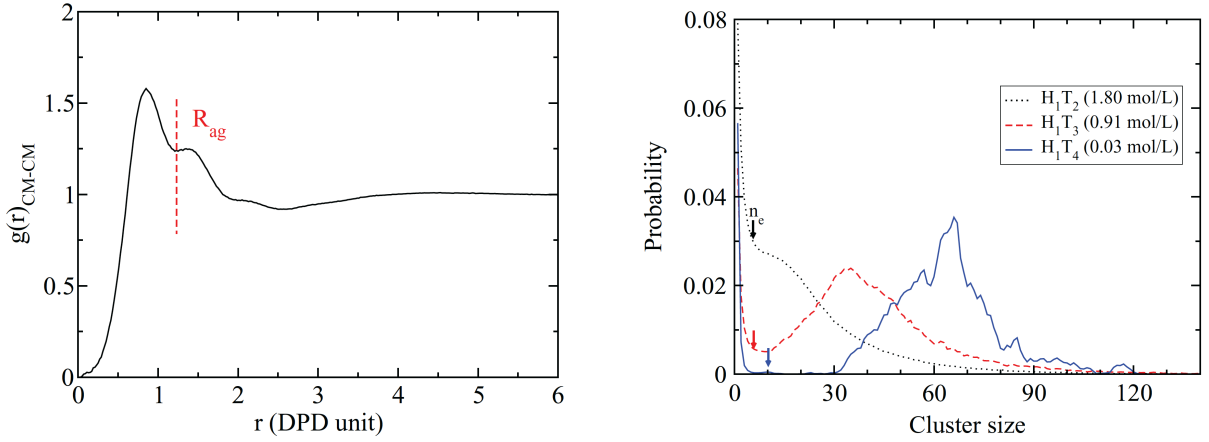 2
1.5
1
0.5
0
g(r)CM-CM
Rag
0 1 2 3 4 5 6
r (DPD unit)
0.08
0.06
0.04
0.02
0
Probability
H1T2 (1.80 mol/L)
H1T3 (0.91 mol/L)
H1T4 (0.03 mol/L)
ne
0 30 60 90 120
Cluster size